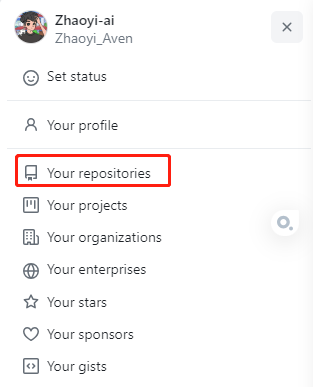 Zhaoyi-ai
Zhaoyi_Aven
Set status
Your profile
Your repositories
Your projects
Your organizations
Your enterprises
Your stars
Your sponsors
Your gists